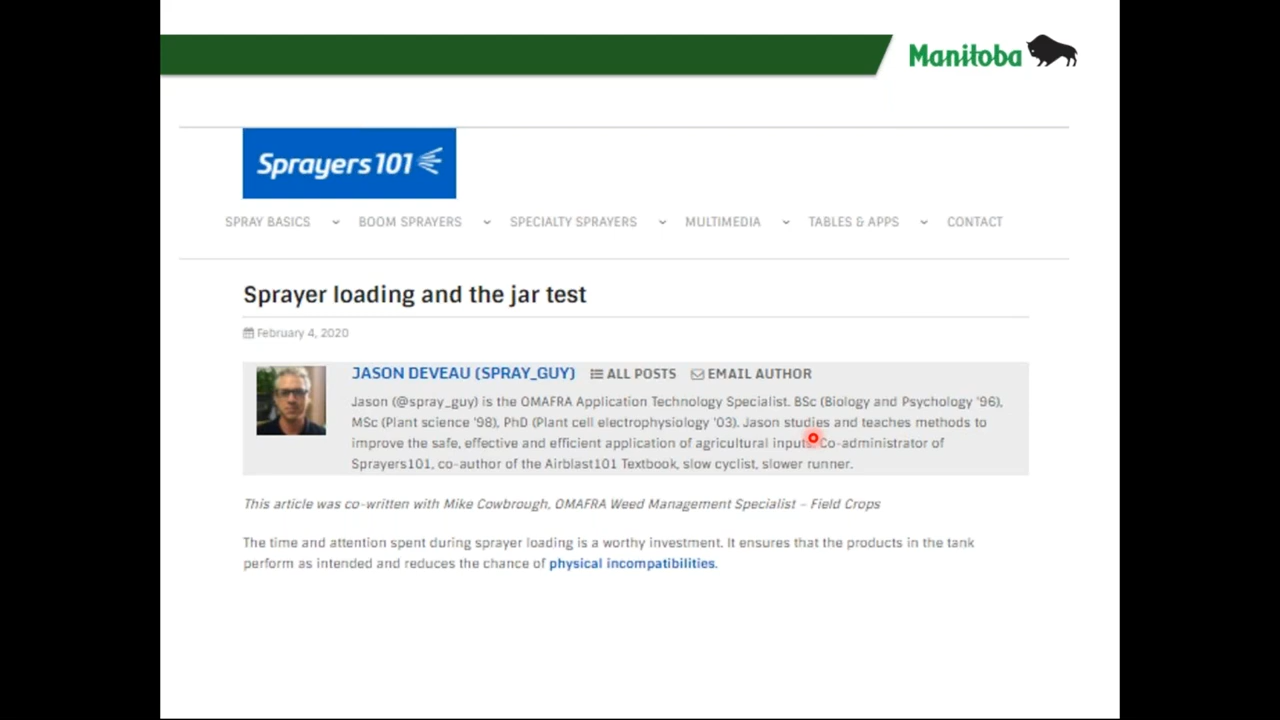 Manitoba
Sprayers 101
SPRAY BASICS BOOM SPRAYERS SPECIALTY SPRAYERS MULTIMEDIA TABLES & APPS CONTACT
Sprayer loading and the jar test
February 4, 2020
JASON DEVEAU (SPRAY_GUY) ALL POSTS EMAIL AUTHOR
Jason (@spray_guy) is the OMAFRA Application Technology Specialist. BSc (Biology and Psychology '96),
MSc (Plant science '98), PhD (Plant cell electrophysiology '03). Jason studies and teaches methods to
improve the safe, effective and efficient application of agricultural inputs. Co-administrator of
Sprayers101, co-author of the Airblast101 Textbook, slow cyclist, slower runner.
This article was co-written with Mike Cowbrough, OMAFRA Weed Management Specialist – Field Crops
The time and attention spent during sprayer loading is a worthy investment. It ensures that the products in the tank
perform as intended and reduces the chance of physical incompatibilities.